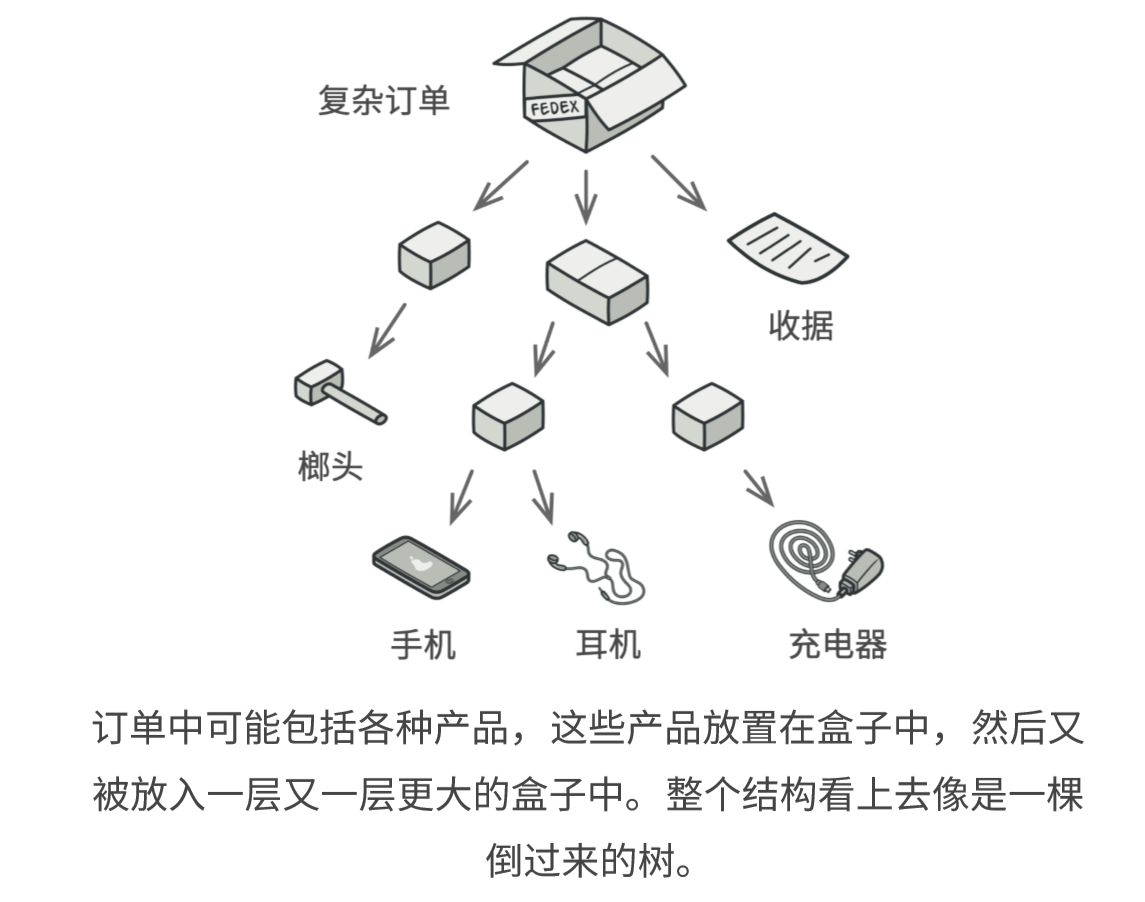 复杂订单
FEDEX
收据
榔头
手机
耳机
充电器
订单中可能包括各种产品，这些产品放置在盒子中，然后又
被放入一层又一层更大的盒子中。整个结构看上去像是一棵
倒过来的树。